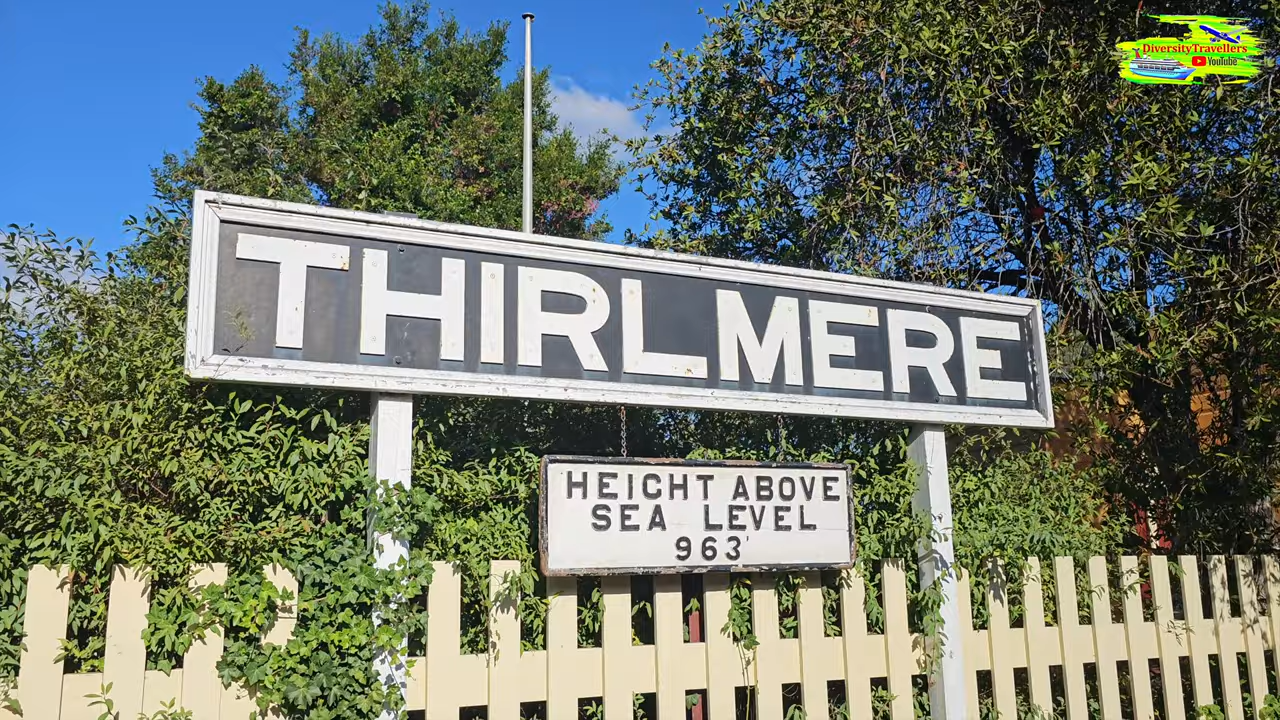 DiversityTravellers
YouTube
THIRLMERE
HEIGHT ABOVE
SEA LEVEL
963'